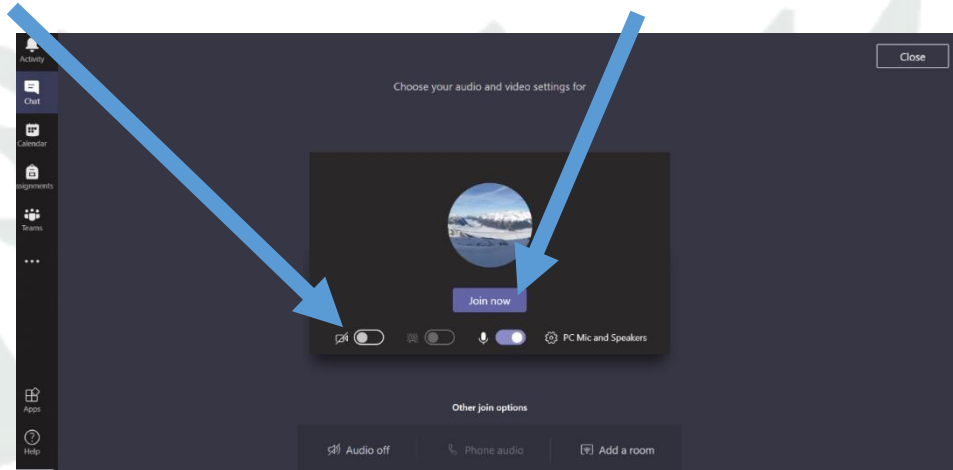 Activity
Close
Choose your audio and video settings for
Chat
Calendar
ssignments
Teams
Join now
PC Mic and Speakers
Apps
Other join options
Help
Audio off
Phone audio
Add a room